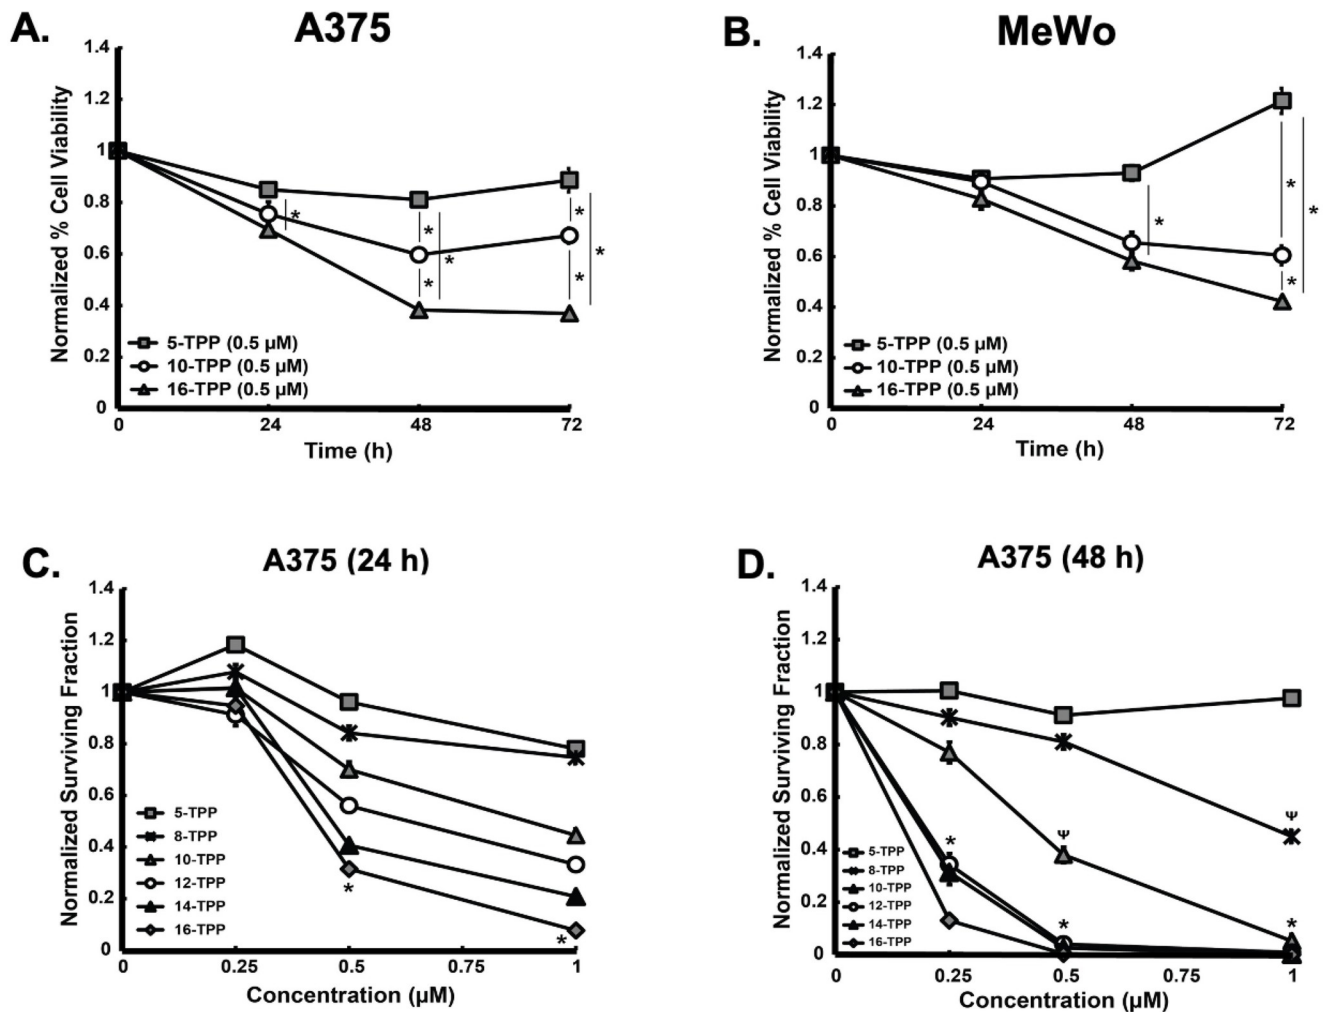 A.
A375
Normalized % Cell Viability
1.4
1.2
1
0.8
0.6
0.4
0.2
0
*
*
*
*
*
*
*
5-TPP (0.5 µM)
10-TPP (0.5 µM)
16-TPP (0.5 µM)
0
24
48
72
Time (h)
B.
MeWo
Normalized % Cell Viability
1.4
1.2
1
0.8
0.6
0.4
0.2
0
*
*
*
*
5-TPP (0.5 µM)
10-TPP (0.5 µM)
16-TPP (0.5 µM)
0
24
48
72
Time (h)
C.
A375 (24 h)
Normalized Surviving Fraction
1.4
1.2
1
0.8
0.6
0.4
0.2
0
5-TPP
8-TPP
10-TPP
12-TPP
14-TPP
16-TPP
*
*
0
0.25
0.5
0.75
1
Concentration (µM)
D.
A375 (48 h)
Normalized Surviving Fraction
1.4
1.2
1
0.8
0.6
0.4
0.2
0
5-TPP
8-TPP
10-TPP
12-TPP
14-TPP
16-TPP
*
Ψ
*
Ψ
*
0
0.25
0.5
0.75
1
Concentration (µM)